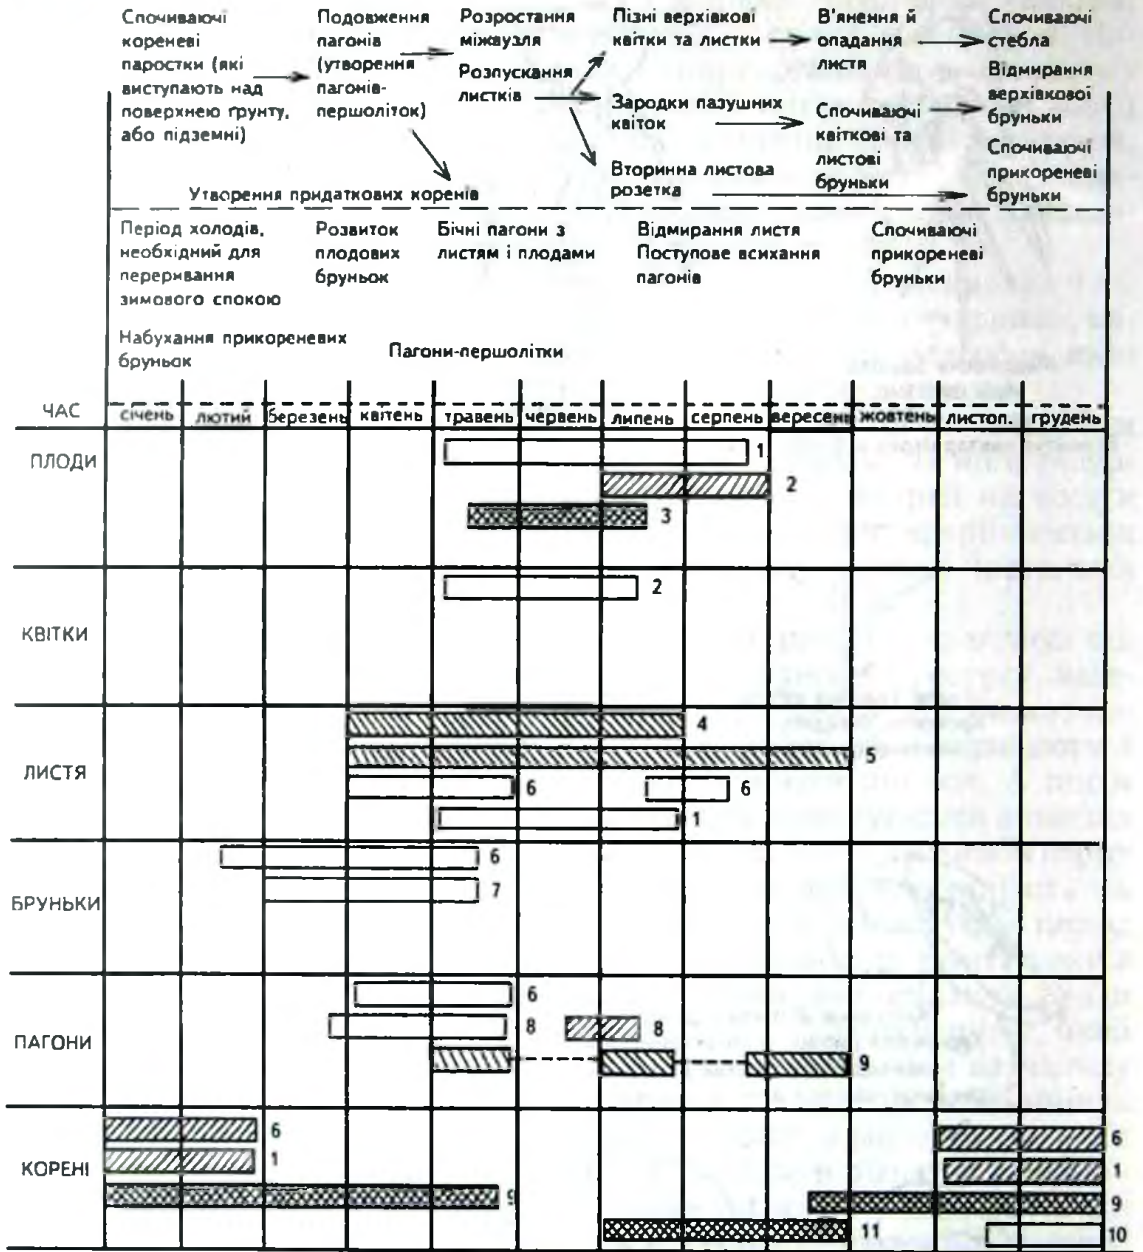 Спочиваючі
кореневі
паростки (які
виступають над
поверхнею ґрунту,
або підземні)
Подовження
пагонів
(утворення
пагонів-
першоліток)
Розростання
міжвузля
Розпускання
листків
Пізні верхівкові
квітки та листки
Зародки пазушних
квіток
Вторинна листова
розетка
В'янення й
опадання
листя
Спочиваючі
квіткові та
листові
бруньки
Спочиваючі
стебла
Відмирання
верхівкової
бруньки
Спочиваючі
прикореневі
бруньки
Утворення придаткових коренів
Період холодів,
необхідний для
переривання
зимового спокою
Розвиток
плодових
бруньок
Бічні пагони з
листям і плодами
Відмирання листя
Поступове всихання
пагонів
Спочиваючі
прикореневі
бруньки
Набухання прикореневих
бруньок
Пагони-першолітки
ЧАС січень лютий березень квітень травень червень липень серпень вересень жовтень листоп. грудень
ПЛОДИ
1
2
3
КВІТКИ
2
ЛИСТЯ
4
5
6 6
1
БРУНЬКИ
6
7
ПАГОНИ
6
8 8
9
КОРЕНІ
6 6
1 1
9 9
11 10